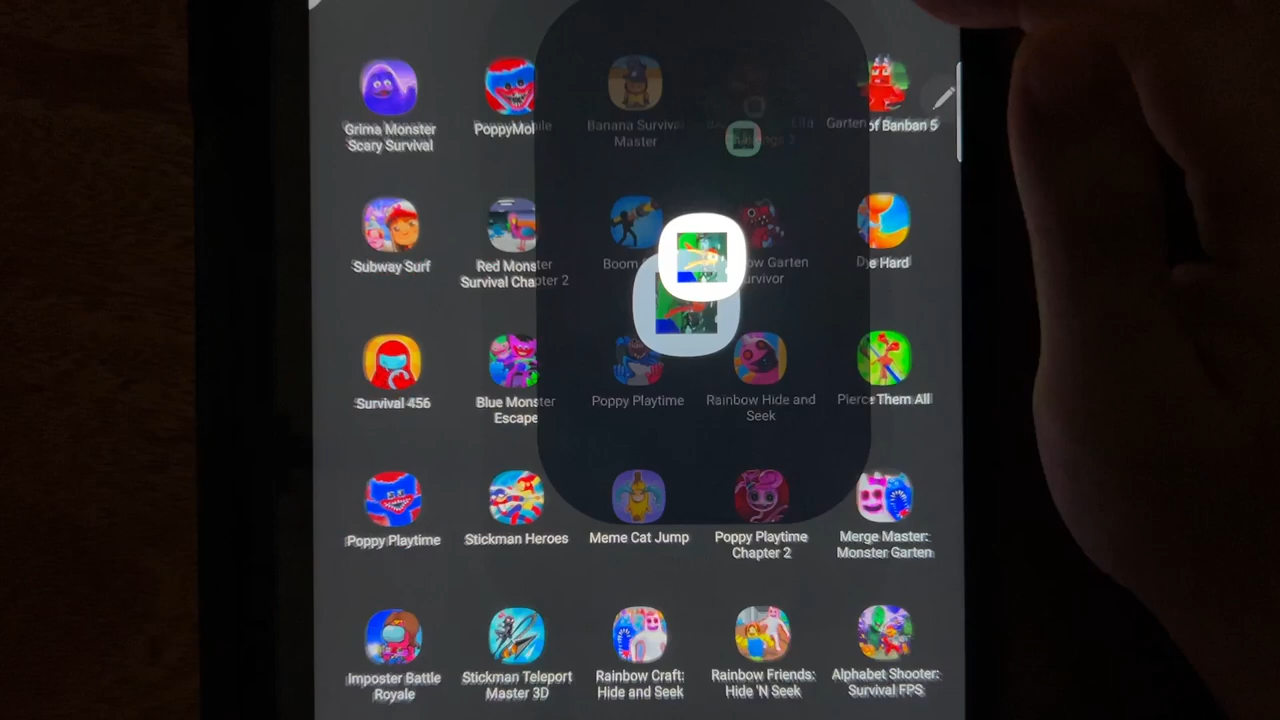 Grima Monster
Scary Survival
PoppyMobile
Banana Survival
Master
Garten of Banban 5
Subway Surf
Red Monster
Survival Chapter 2
Boom
Garten
Hard
Survival 456
Blue Monster
Escape
Poppy Playtime
Rainbow Hide and
Seek
Pierce Them All
Poppy Playtime
Stickman Heroes
Meme Cat Jump
Poppy Playtime
Chapter 2
Merge Master:
Monster Garten
Imposter Battle
Royale
Stickman Teleport
Master 3D
Rainbow Craft:
Hide and Seek
Rainbow Friends:
Hide 'N Seek
Alphabet Shooter:
Survival FPS